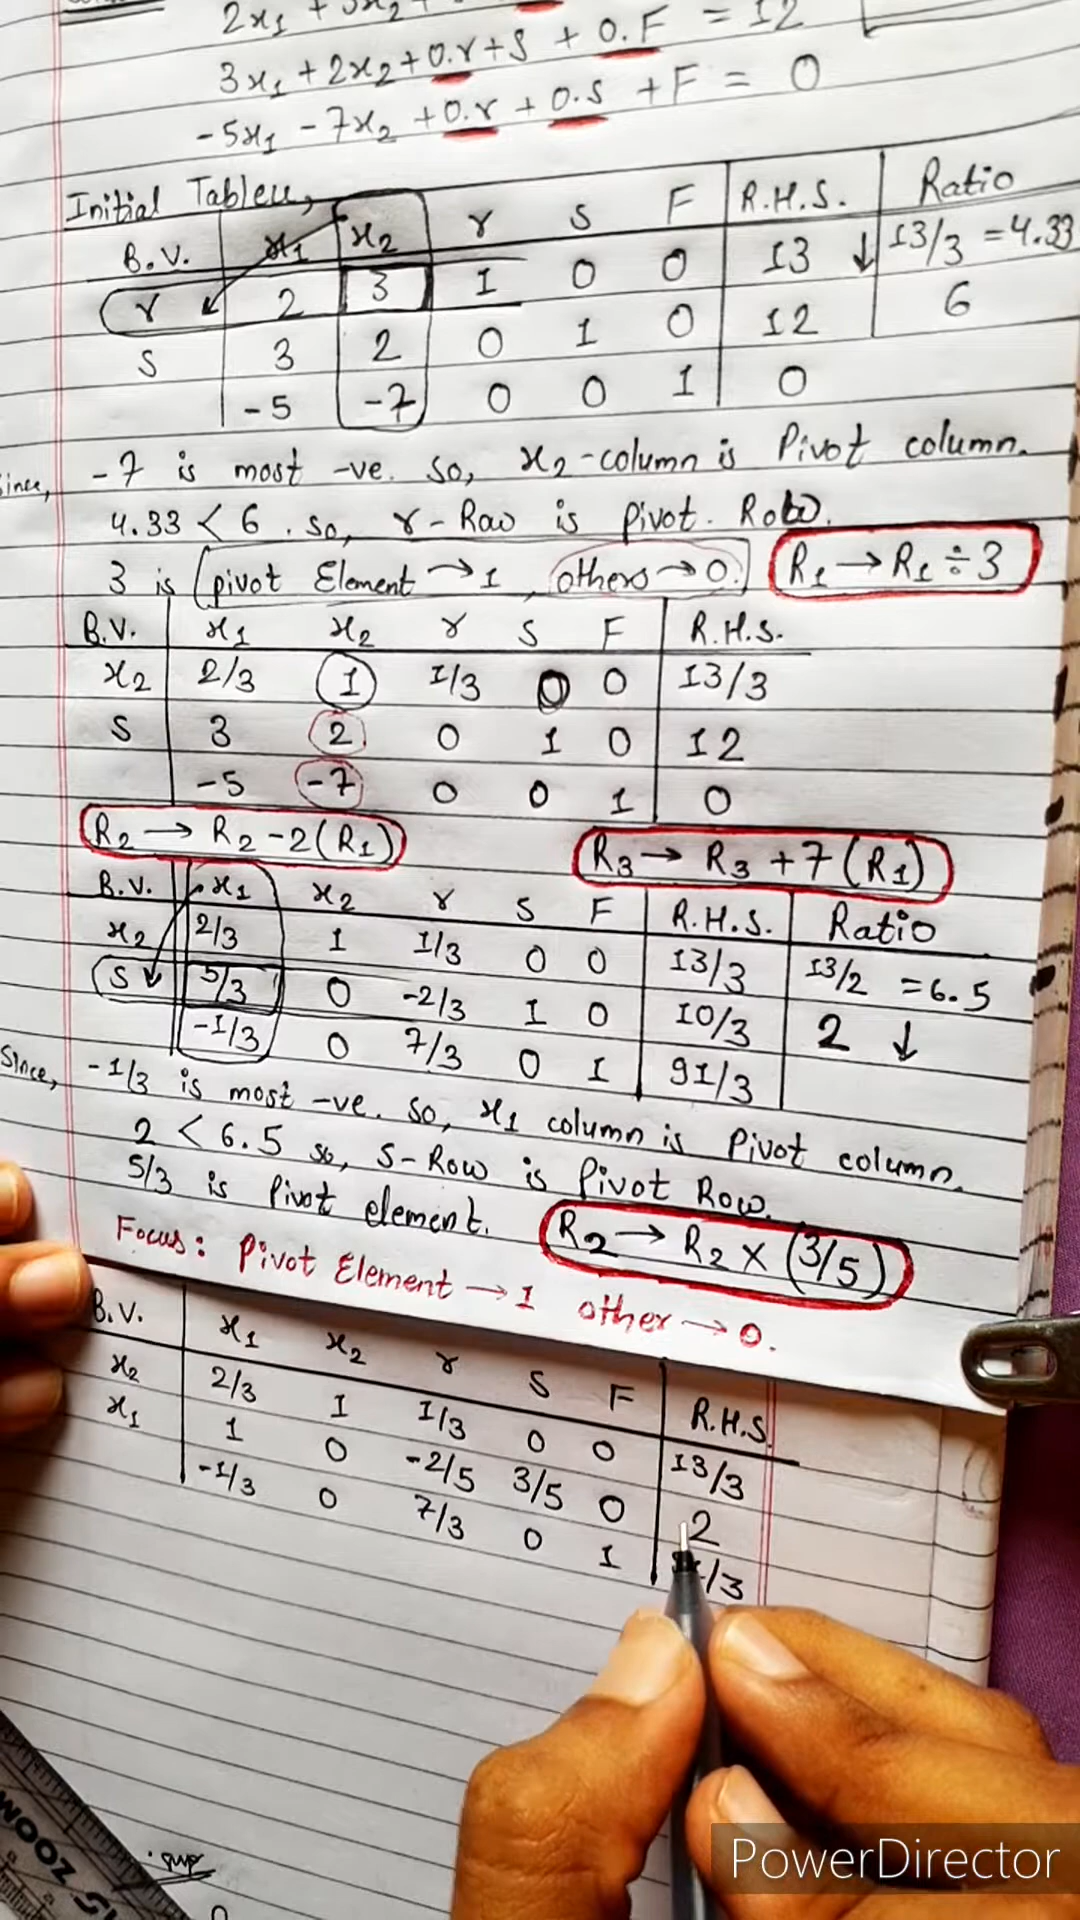 2x1 +
= 12
3x1 + 2x2 + 0.r + S + 0.F
-5x1 - 7x2 + 0.r + 0.s + F = 0
Initial Tableu,
B.V. x1 x2 r S F R.H.S. Ratio
r 2 3 1 0 0 13 ↓ 13/3 = 4.33
S 3 2 0 1 0 12 6
-5 -7 0 0 1 0
Since, -7 is most -ve. so, x2-column is Pivot column.
4.33 < 6. so, r-Row is pivot. Row.
3 is pivot Element → 1, others → 0. R1 → R1 ÷ 3
B.V. x1 x2 r S F R.H.S.
x2 2/3 1 1/3 0 0 13/3
S 3 2 0 1 0 12
-5 -7 0 0 1 0
R2 → R2 - 2(R1) R3 → R3 + 7(R1)
B.V. x1 x2 r S F R.H.S. Ratio
x2 2/3 1 1/3 0 0 13/3 13/2 = 6.5
S 5/3 0 -2/3 1 0 10/3 2 ↓
-1/3 0 7/3 0 1 91/3
Since, -1/3 is most -ve. so, x1 column is Pivot column.
2 < 6.5 so, S-Row is Pivot Row.
5/3 is Pivot element. R2 → R2 × (3/5)
Focus: Pivot Element → 1 other → 0.
B.V. x1 x2 r S F R.H.S.
x2 2/3 1 1/3 0 0 13/3
x1 1 0 -2/5 3/5 0 2
-1/3 0 7/3 0 1 /3
PowerDirector